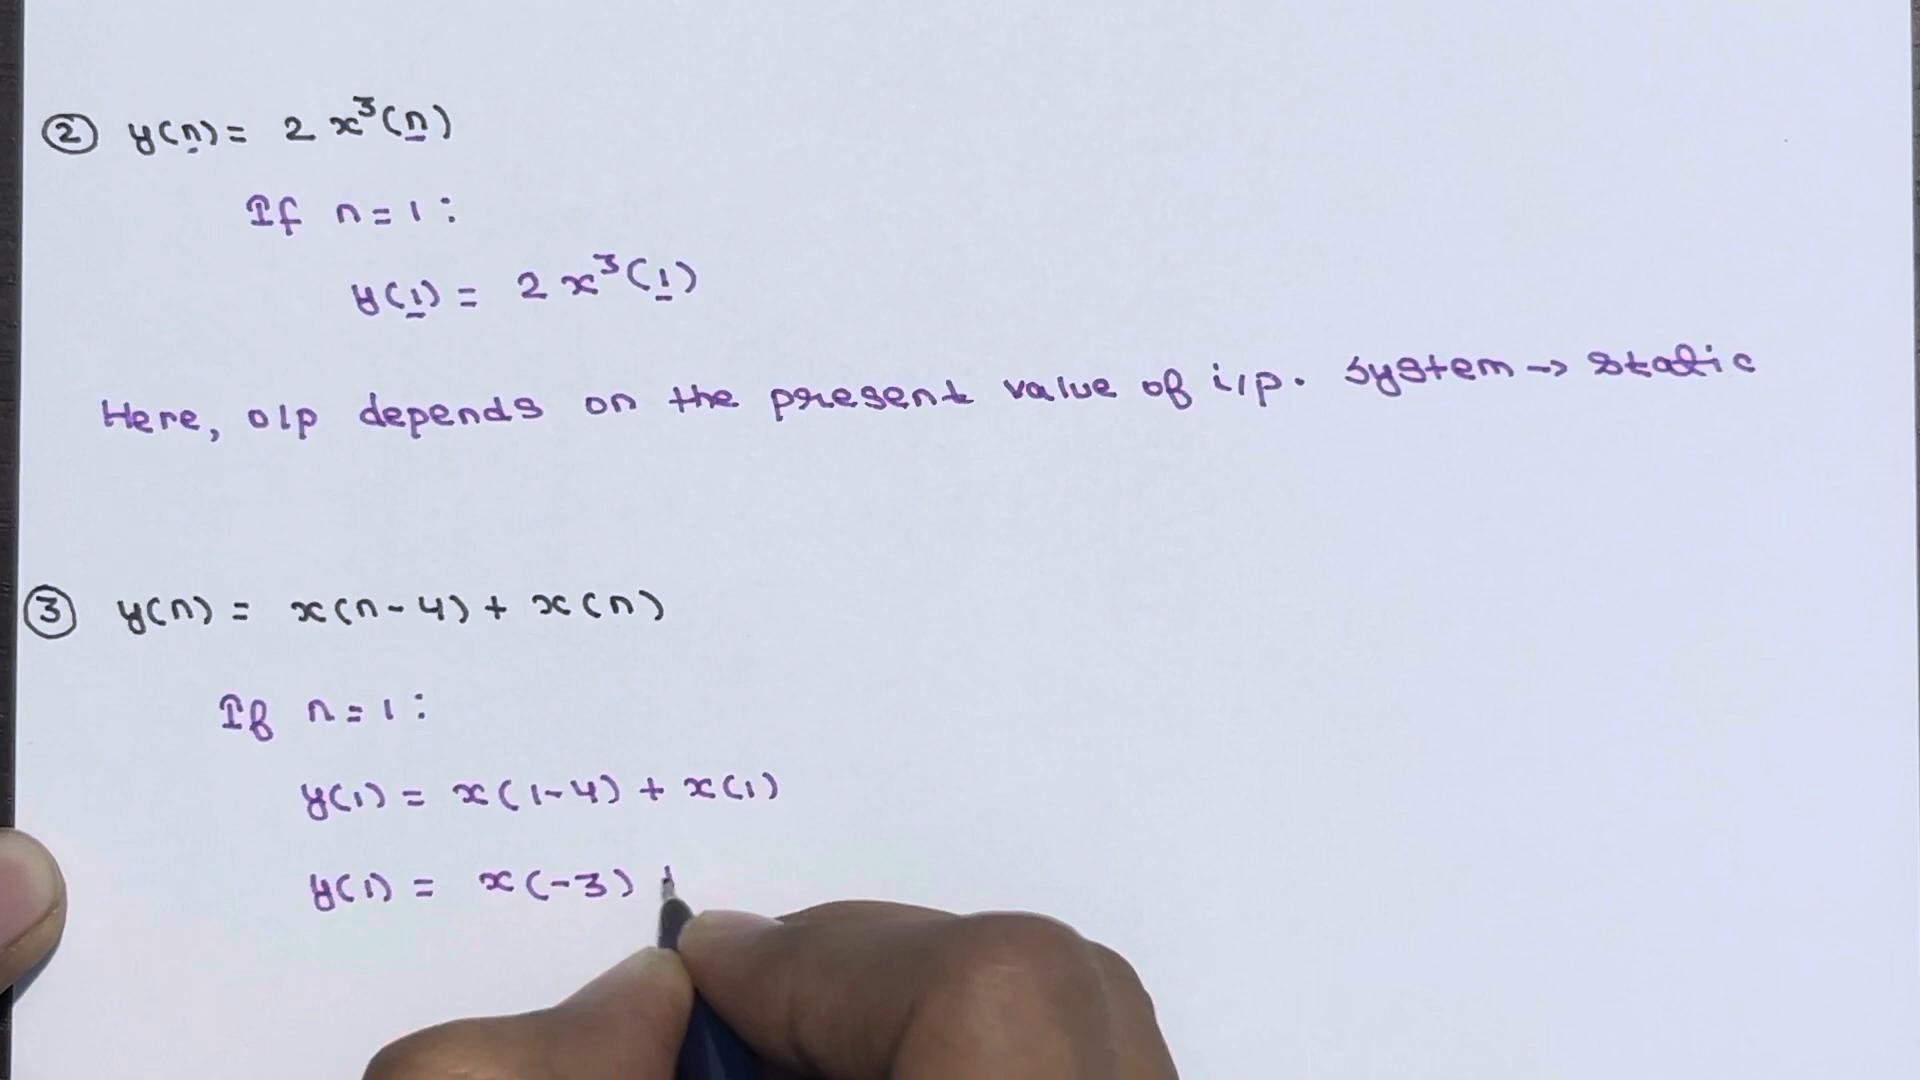 ② y(n) = 2 x³(n)
If n = 1 :
y(1) = 2 x³(1)
Here, o/p depends on the present value of i/p. System → static
③ y(n) = x(n - 4) + x(n)
If n = 1 :
y(1) = x(1-4) + x(1)
y(1) = x(-3) +